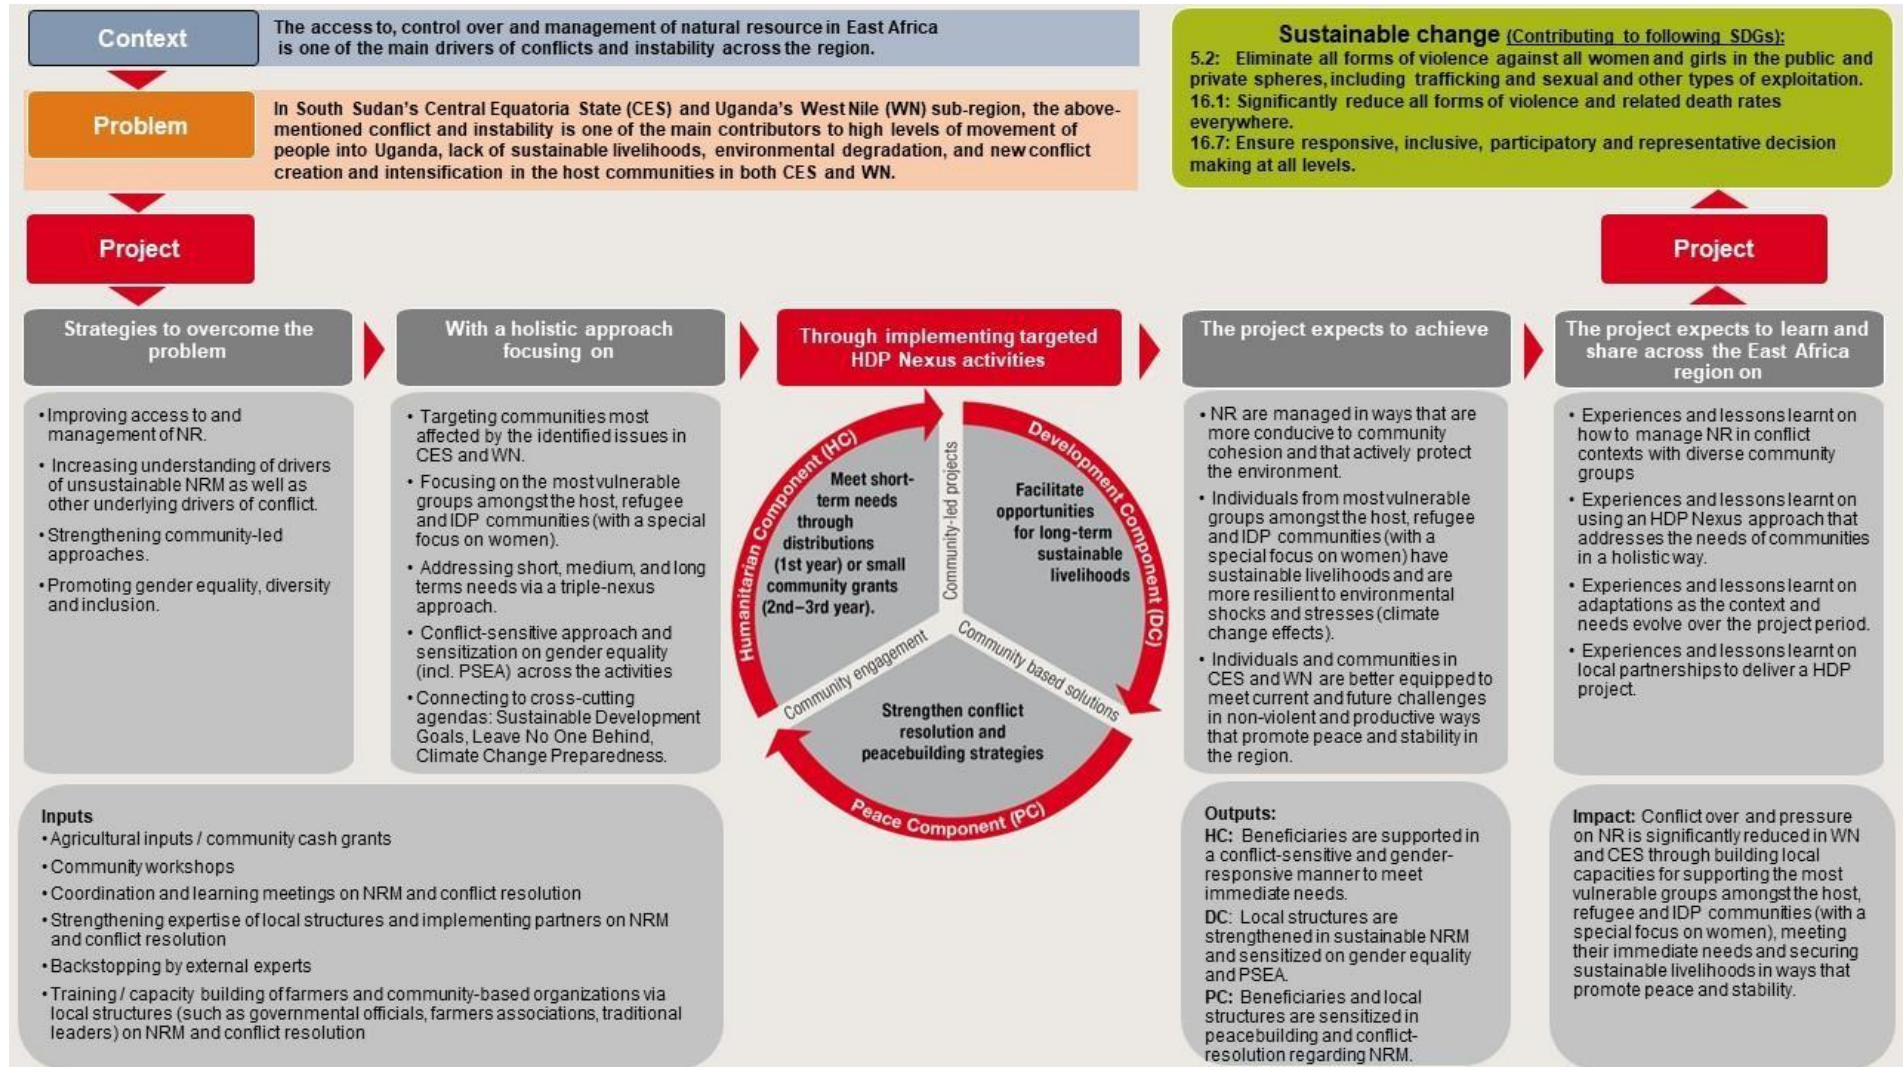 Context
The access to, control over and management of natural resource in East Africa
is one of the main drivers of conflicts and instability across the region.
Problem
In South Sudan's Central Equatoria State (CES) and Uganda's West Nile (WN) sub-region, the above-
mentioned conflict and instability is one of the main contributors to high levels of movement of
people into Uganda, lack of sustainable livelihoods, environmental degradation, and new conflict
creation and intensification in the host communities in both CES and WN.
Sustainable change (Contributing to following SDGs):
5.2: Eliminate all forms of violence against all women and girls in the public and
private spheres, including trafficking and sexual and other types of exploitation.
16.1: Significantly reduce all forms of violence and related death rates
everywhere.
16.7: Ensure responsive, inclusive, participatory and representative decision
making at all levels.
Project
Project
Strategies to overcome the
problem
• Improving access to and
management of NR.
• Increasing understanding of drivers
of unsustainable NRM as well as
other underlying drivers of conflict.
• Strengthening community-led
approaches.
• Promoting gender equality, diversity
and inclusion.
With a holistic approach
focusing on
• Targeting communities most
affected by the identified issues in
CES and WN.
• Focusing on the most vulnerable
groups amongst the host, refugee
and IDP communities (with a special
focus on women).
• Addressing short, medium, and long
terms needs via a triple-nexus
approach.
• Conflict-sensitive approach and
sensitization on gender equality
(incl. PSEA) across the activities
• Connecting to cross-cutting
agendas: Sustainable Development
Goals, Leave No One Behind,
Climate Change Preparedness.
Through implementing targeted
HDP Nexus activities
Humanitarian Component (HC)
Meet short-
term needs
through
distributions
(1st year) or small
community grants
(2nd–3rd year).
Community-led projects
Development Component (DC)
Facilitate
opportunities
for long-term
sustainable
livelihoods
Community engagement
Community based solutions
Strengthen conflict
resolution and
peacebuilding strategies
Peace Component (PC)
The project expects to achieve
• NR are managed in ways that are
more conducive to community
cohesion and that actively protect
the environment.
• Individuals from most vulnerable
groups amongst the host, refugee
and IDP communities (with a
special focus on women) have
sustainable livelihoods and are
more resilient to environmental
shocks and stresses (climate
change effects).
• Individuals and communities in
CES and WN are better equipped to
meet current and future challenges
in non-violent and productive ways
that promote peace and stability in
the region.
The project expects to learn and
share across the East Africa
region on
• Experiences and lessons learnt on
how to manage NR in conflict
contexts with diverse community
groups
• Experiences and lessons learnt on
using an HDP Nexus approach that
addresses the needs of communities
in a holistic way.
• Experiences and lessons learnt on
adaptations as the context and
needs evolve over the project period.
• Experiences and lessons learnt on
local partnerships to deliver a HDP
project.
Inputs
• Agricultural inputs / community cash grants
• Community workshops
• Coordination and learning meetings on NRM and conflict resolution
• Strengthening expertise of local structures and implementing partners on NRM
and conflict resolution
• Backstopping by external experts
• Training / capacity building of farmers and community-based organizations via
local structures (such as governmental officials, farmers associations, traditional
leaders) on NRM and conflict resolution
Outputs:
HC: Beneficiaries are supported in
a conflict-sensitive and gender-
responsive manner to meet
immediate needs.
DC: Local structures are
strengthened in sustainable NRM
and sensitized on gender equality
and PSEA.
PC: Beneficiaries and local
structures are sensitized in
peacebuilding and conflict-
resolution regarding NRM.
Impact: Conflict over and pressure
on NR is significantly reduced in WN
and CES through building local
capacities for supporting the most
vulnerable groups amongst the host,
refugee and IDP communities (with a
special focus on women), meeting
their immediate needs and securing
sustainable livelihoods in ways that
promote peace and stability.